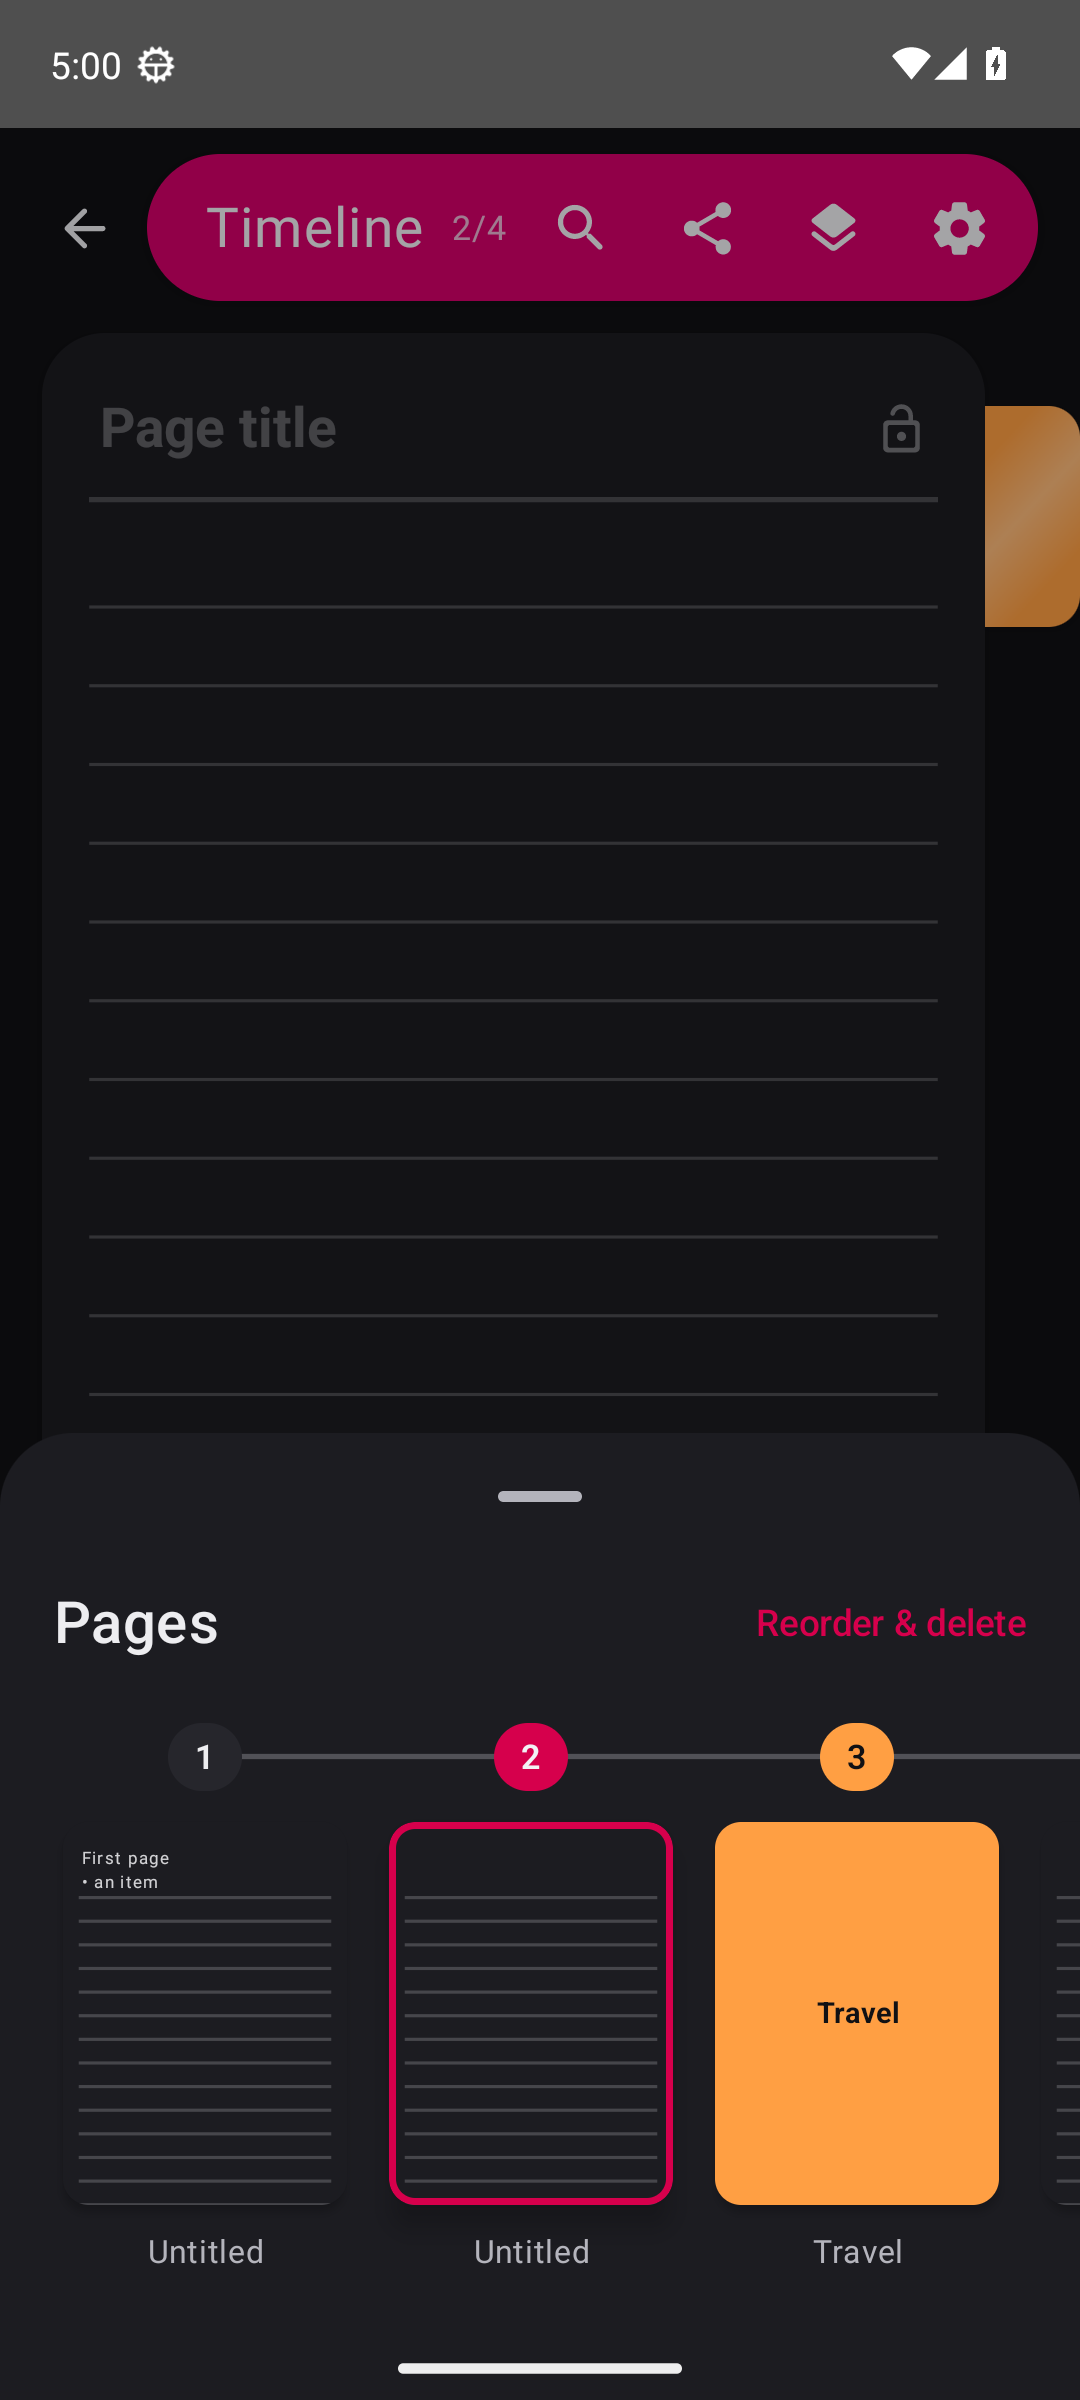 5:00
Timeline 2/4
Page title
Pages
Reorder & delete
1 2 3
First page
• an item
Travel
Untitled Untitled Travel